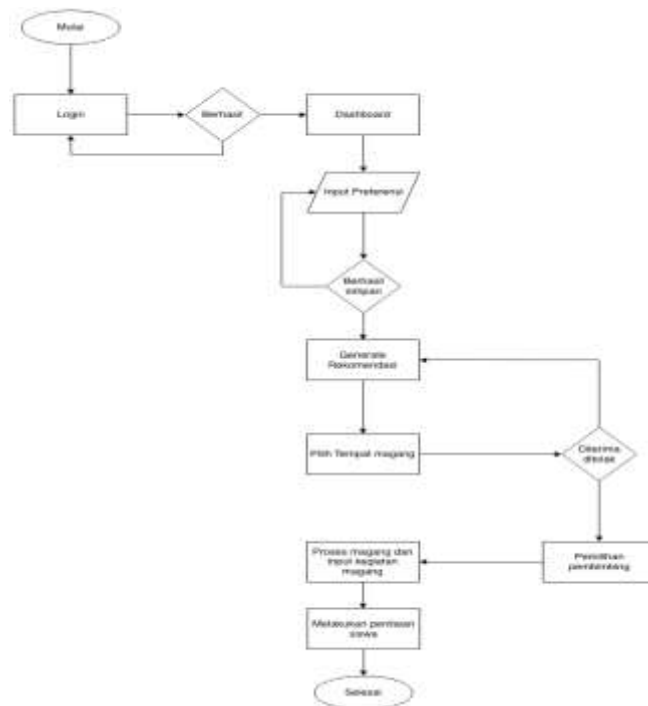 Mulai
Login
Berhasil
Dashboard
Input Preferensi
Berhasil
simpan
Generate
Rekomendasi
Pilih Tempat magang
Diterima
ditolak
Proses magang dan
Input kegiatan
magang
Pemilihan
pembimbing
Melakukan penilaian
siswa
Selesai